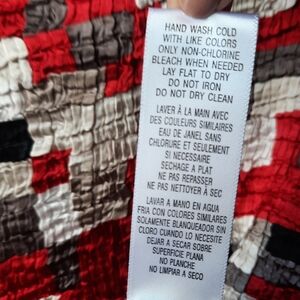 HAND WASH COLD
WITH LIKE COLORS
ONLY NON-CHLORINE
BLEACH WHEN NEEDED
LAY FLAT TO DRY
DO NOT IRON
DO NOT DRY CLEAN
LAVER À LA MAIN AVEC
DES COULEURS SIMILAIRES
EAU DE JANEL SANS
CHLORURE ET SEULEMENT
SI NECESSAIRE
SECHAGE A PLAT
NE PAS REPASSER
NE PAS NETTOYER À SEC
LAVAR A MANO EN AGUA
FRIA CON COLORES SIMILARES
SOLAMENTE BLANQUEADOR SIN
CLORO CUANDO LO NECESITE
DEJAR A SECAR SOBRE
SUPERFICIE PLANA
NO PLANCHE
NO LIMPIAR A SECO